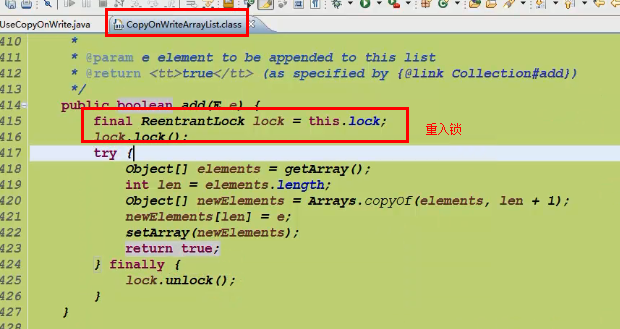 UseCopyOnWrite.java
CopyOnWriteArrayList.class
410 *
411 * @param e element to be appended to this list
412 * @return <tt>true</tt> (as specified by {@link Collection#add})
413 */
414 public boolean add(E e) {
415 final ReentrantLock lock = this.lock;
416 lock.lock();
417 try {
418 Object[] elements = getArray();
419 int len = elements.length;
420 Object[] newElements = Arrays.copyOf(elements, len + 1);
421 newElements[len] = e;
422 setArray(newElements);
423 return true;
424 } finally {
425 lock.unlock();
426 }
427 }
428
重入锁